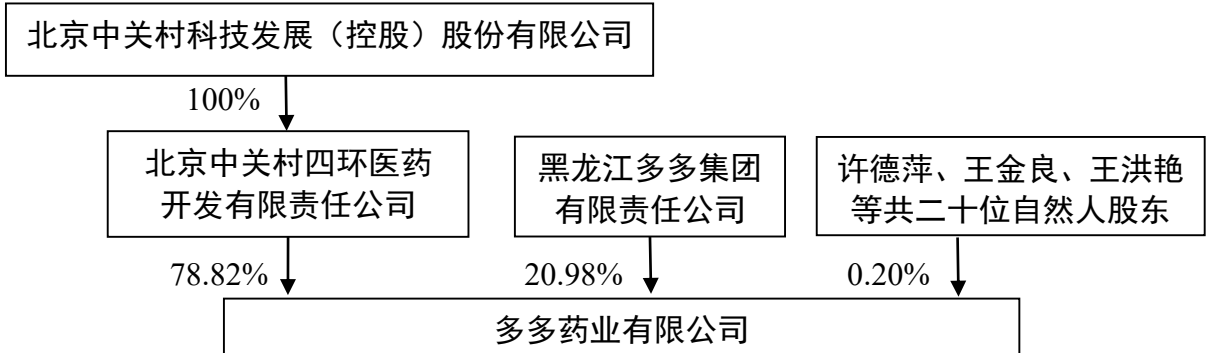 北京中关村科技发展（控股）股份有限公司
100%
北京中关村四环医药
开发有限责任公司
黑龙江多多集团
有限责任公司
许德萍、王金良、王洪艳
等共二十位自然人股东
78.82%
20.98%
0.20%
多多药业有限公司